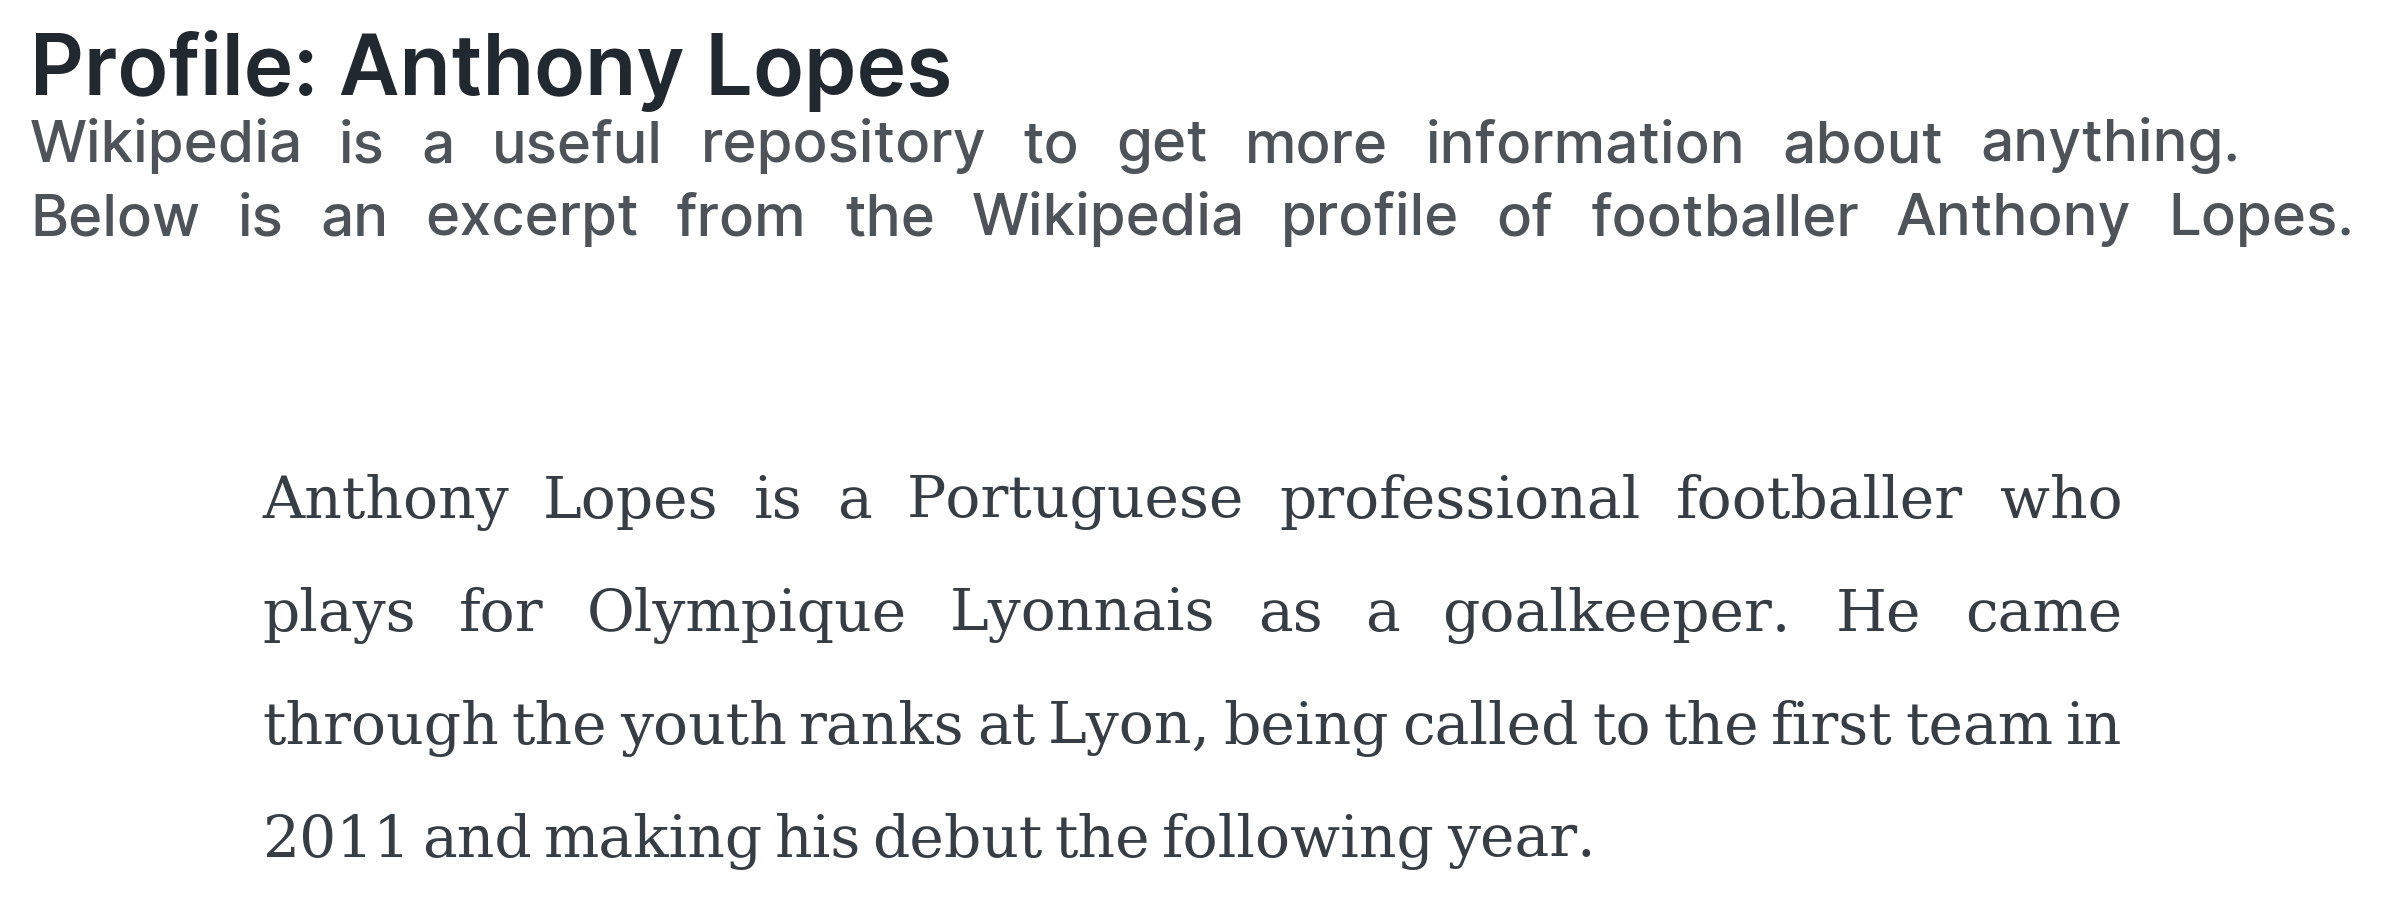 Profile: Anthony Lopes
Wikipedia is a useful repository to get more information about anything.
Below is an excerpt from the Wikipedia profile of footballer Anthony Lopes.
Anthony Lopes is a Portuguese professional footballer who
plays for Olympique Lyonnais as a goalkeeper. He came
through the youth ranks at Lyon, being called to the first team in
2011 and making his debut the following year.